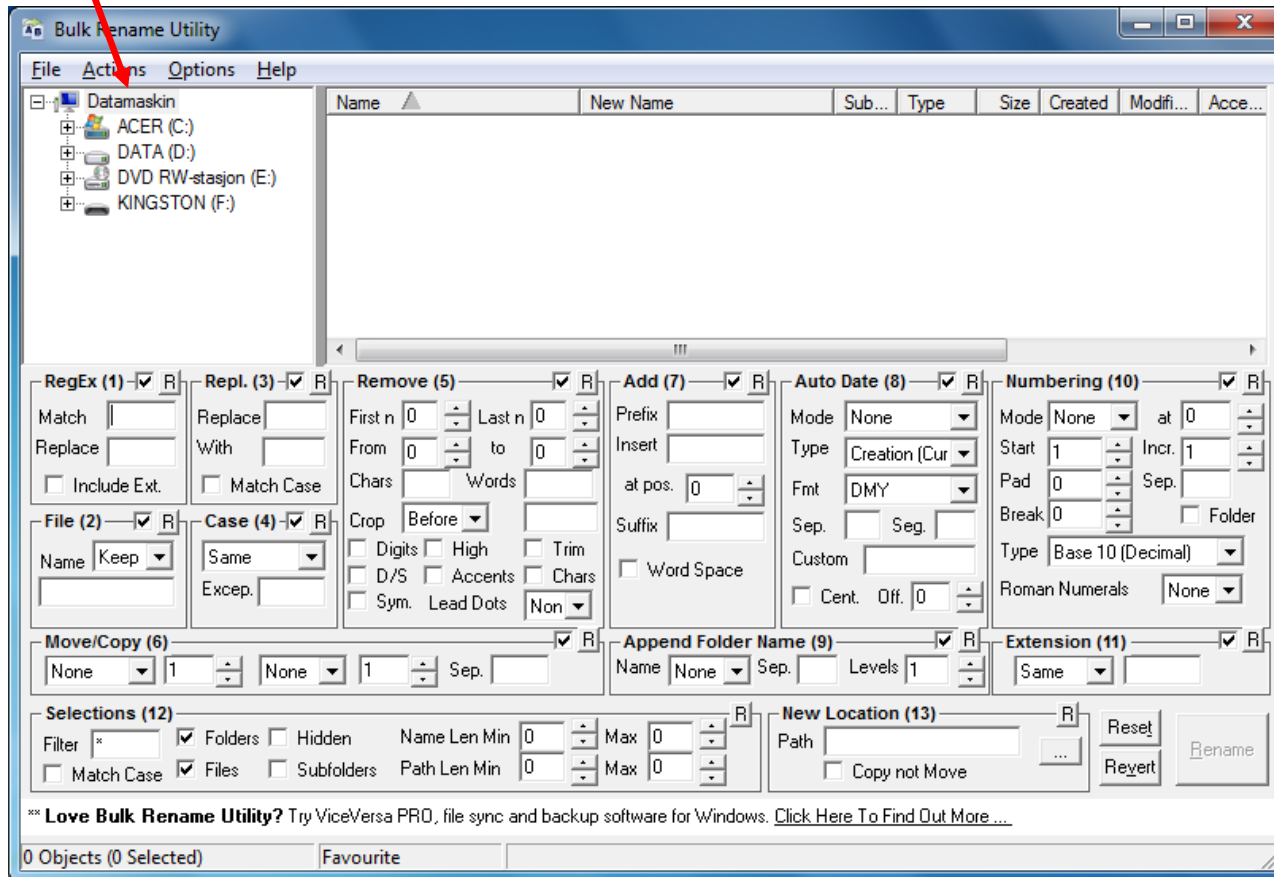 Bulk Rename Utility
File Actions Options Help
Datamaskin
ACER (C:)
DATA (D:)
DVD RW-stasjon (E:)
KINGSTON (F:)
Name New Name Sub... Type Size Created Modifi... Acce...
RegEx (1) R
Match
Replace
Include Ext.
Repl. (3) R
Replace
With
Match Case
File (2) R
Name Keep
Case (4) R
Same
Excep.
Remove (5) R
First n 0 Last n 0
From 0 to 0
Chars Words
Crop Before
Digits High Trim
D/S Accents Chars
Sym. Lead Dots Non
Add (7) R
Prefix
Insert
at pos. 0
Suffix
Word Space
Auto Date (8) R
Mode None
Type Creation (Cur
Fmt DMY
Sep. Seg.
Custom
Cent. Off. 0
Numbering (10) R
Mode None at 0
Start 1 Incr. 1
Pad 0 Sep.
Break 0 Folder
Type Base 10 (Decimal)
Roman Numerals None
Move/Copy (6) R
None 1 None 1 Sep.
Append Folder Name (9) R
Name None Sep. Levels 1
Extension (11) R
Same
Selections (12) R
Filter * Folders Hidden Name Len Min 0 Max 0
Match Case Files Subfolders Path Len Min 0 Max 0
New Location (13) R
Path
...
Copy not Move
Reset
Revert
Rename
** Love Bulk Rename Utility? Try ViceVersa PRO, file sync and backup software for Windows. Click Here To Find Out More ...
0 Objects (0 Selected) Favourite